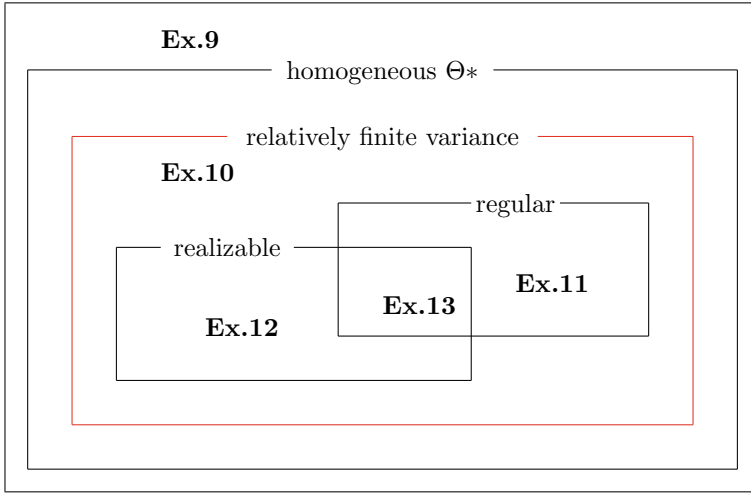 Ex.9
homogeneous Θ∗
relatively finite variance
Ex.10
regular
realizable
Ex.11
Ex.13
Ex.12